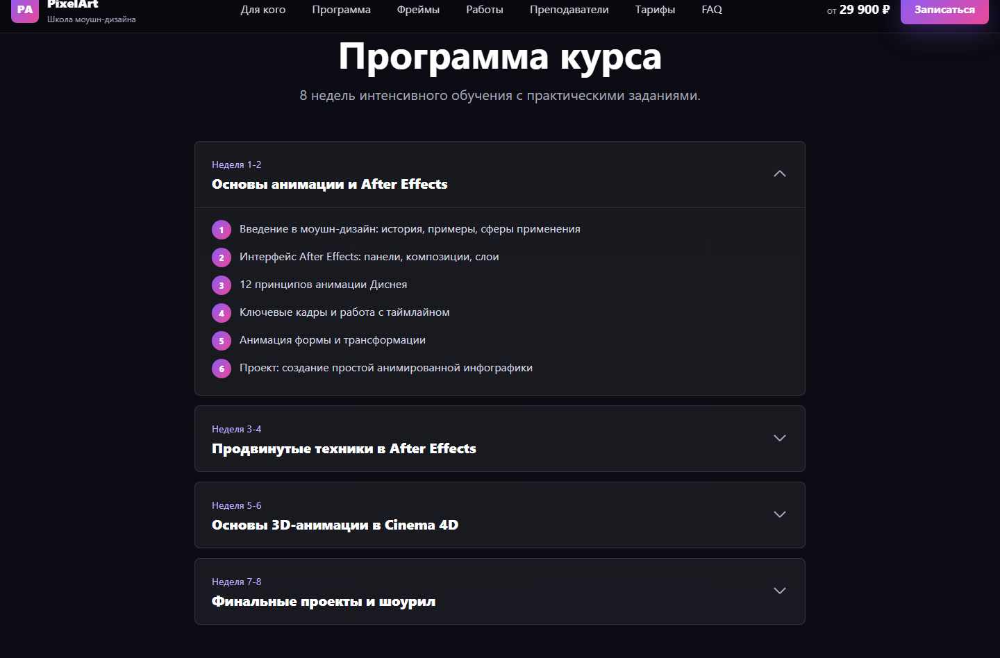 PA
PixelArt
Школа моушн-дизайна
Для кого
Программа
Фреймы
Работы
Преподаватели
Тарифы
FAQ
от 29 900 ₽
Записаться
Программа курса
8 недель интенсивного обучения с практическими заданиями.
Неделя 1-2
Основы анимации и After Effects
1 Введение в моушн-дизайн: история, примеры, сферы применения
2 Интерфейс After Effects: панели, композиции, слои
3 12 принципов анимации Диснея
4 Ключевые кадры и работа с таймлайном
5 Анимация формы и трансформации
6 Проект: создание простой анимированной инфографики
Неделя 3-4
Продвинутые техники в After Effects
Неделя 5-6
Основы 3D-анимации в Cinema 4D
Неделя 7-8
Финальные проекты и шоурил